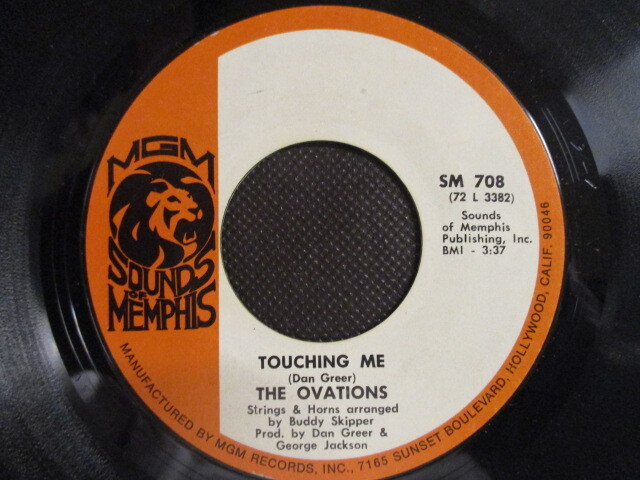 MGM
SOUNDS
OF
MEMPHIS
SM 708
(72 L 3382)
Sounds
of Memphis
Publishing, Inc.
BMI - 3:37
TOUCHING ME
(Dan Greer)
THE OVATIONS
Strings & Horns arranged
by Buddy Skipper
Prod. by Dan Greer &
George Jackson
MANUFACTURED BY MGM RECORDS, INC., 7165 SUNSET BOULEVARD, HOLLYWOOD, CALIF. 90046